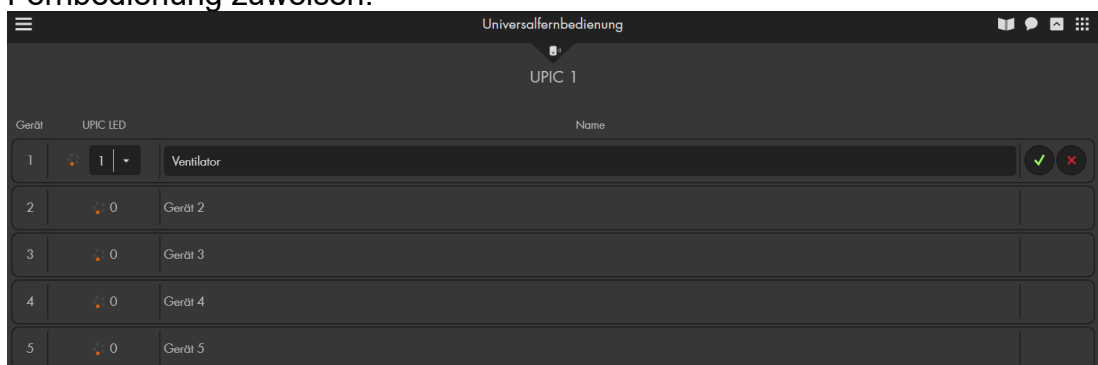 Fernbedienung zuweisen.
Universalfernbedienung
UPIC 1
Gerät UPIC LED Name
1 1 Ventilator
2 0 Gerät 2
3 0 Gerät 3
4 0 Gerät 4
5 0 Gerät 5